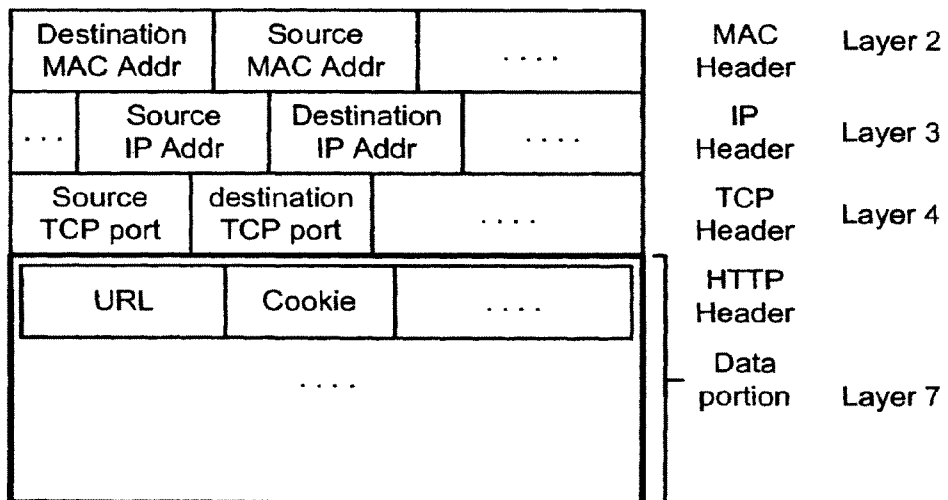 Destination Source MAC Layer 2
MAC Addr MAC Addr .... Header
... Source Destination .... IP Layer 3
IP Addr IP Addr Header
Source destination TCP Layer 4
TCP port TCP port .... Header
URL Cookie .... HTTP
Header
.... Data
portion Layer 7